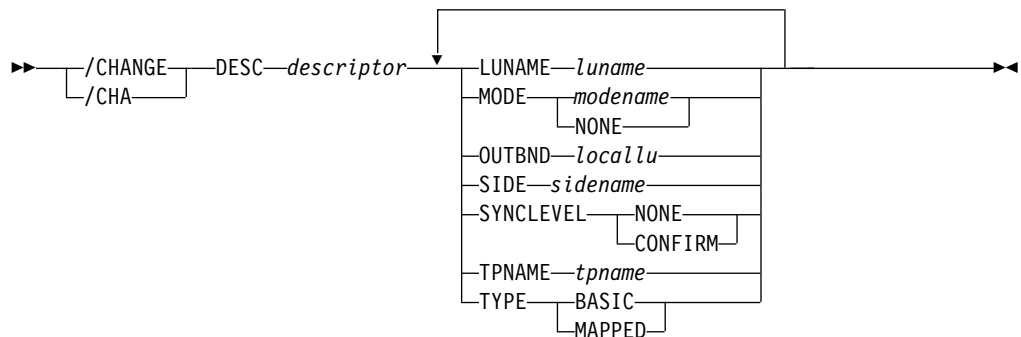 /CHANGE DESC descriptor LUNAME luname
/CHA MODE modename
NONE
OUTBND locallu
SIDE sidename
SYNCLEVEL NONE
CONFIRM
TPNAME tpname
TYPE BASIC
MAPPED